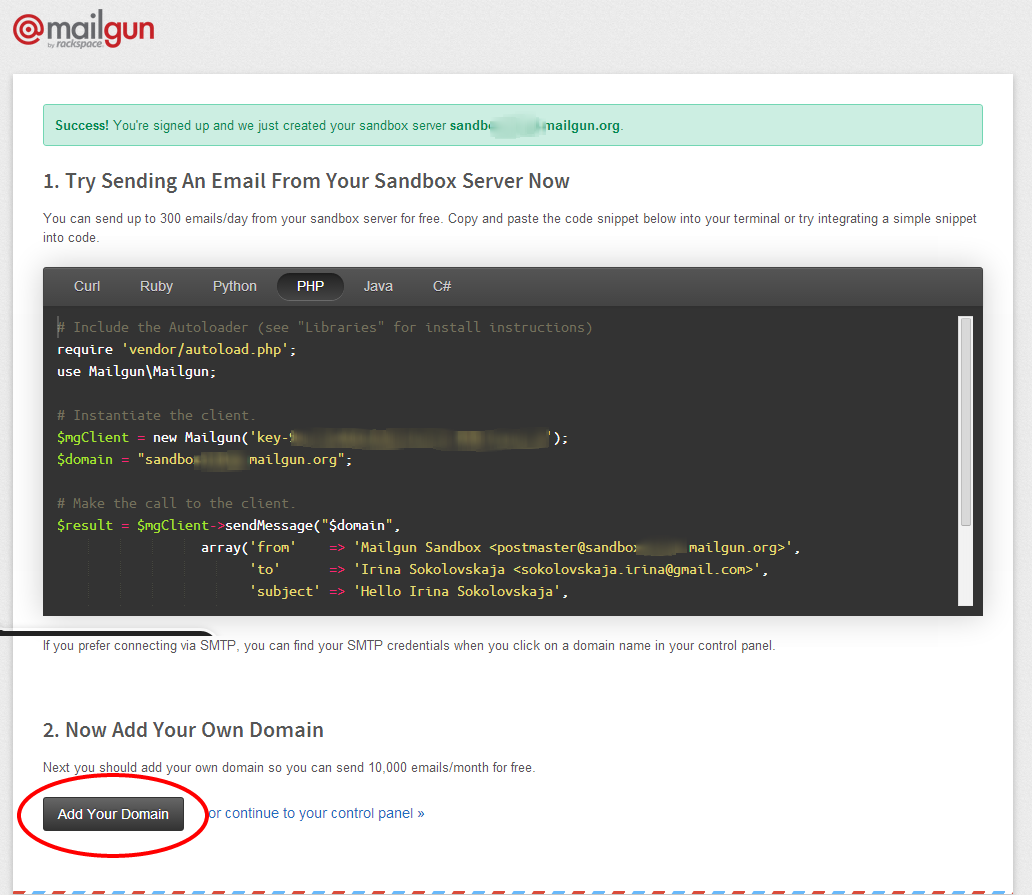 @mailgun
by rackspace.
Success! You're signed up and we just created your sandbox server sandbo mailgun.org.
1. Try Sending An Email From Your Sandbox Server Now
You can send up to 300 emails/day from your sandbox server for free. Copy and paste the code snippet below into your terminal or try integrating a simple snippet
into code.
Curl Ruby Python PHP Java C#
# Include the Autoloader (see "Libraries" for install instructions)
require 'vendor/autoload.php';
use Mailgun\Mailgun;
# Instantiate the client.
$mgClient = new Mailgun('key- ');
$domain = "sandbo mailgun.org";
# Make the call to the client.
$result = $mgClient->sendMessage("$domain",
array('from' => 'Mailgun Sandbox <postmaster@sandbox mailgun.org>',
'to' => 'Irina Sokolovskaja <sokolovskaja.irina@gmail.com>',
'subject' => 'Hello Irina Sokolovskaja',
If you prefer connecting via SMTP, you can find your SMTP credentials when you click on a domain name in your control panel.
2. Now Add Your Own Domain
Next you should add your own domain so you can send 10,000 emails/month for free.
Add Your Domain or continue to your control panel »